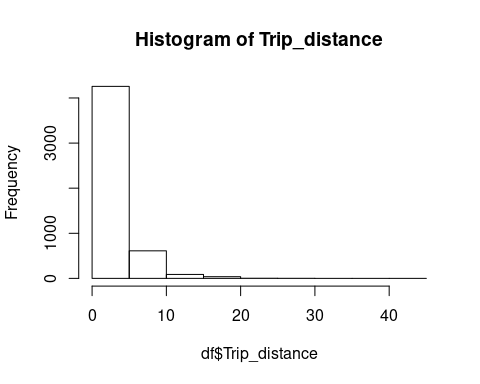 Histogram of Trip_distance
Frequency
3000
1000
0
0 10 20 30 40
df$Trip_distance